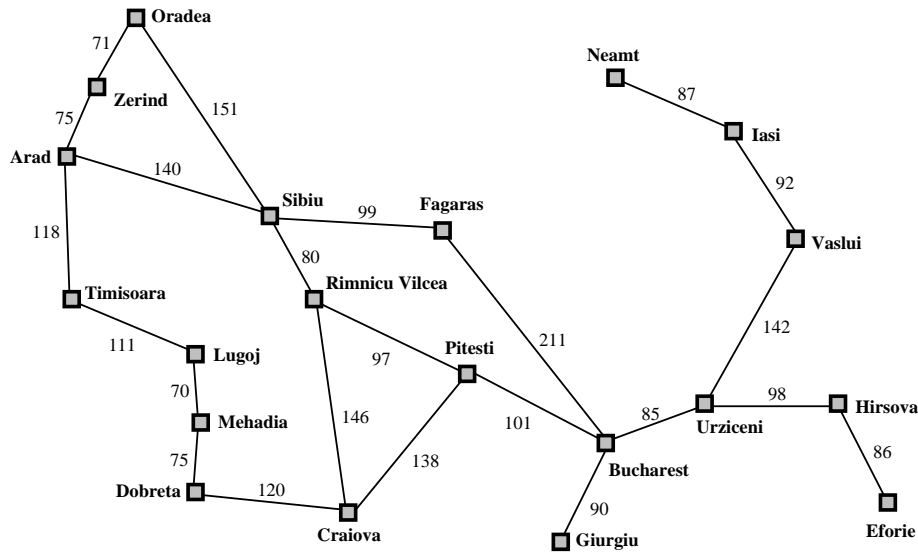 Oradea
71
Neamt
Zerind
87
151
75
Iasi
Arad
140
92
Sibiu
Fagaras
99
118
Vaslui
80
Timisoara
Rimnicu Vilcea
142
111
211
Lugoj
Pitesti
97
70
98
Hirsova
146
101
85
Mehadia
Urziceni
138
86
75
Bucharest
120
Dobreta
90
Craiova
Eforie
Giurgiu